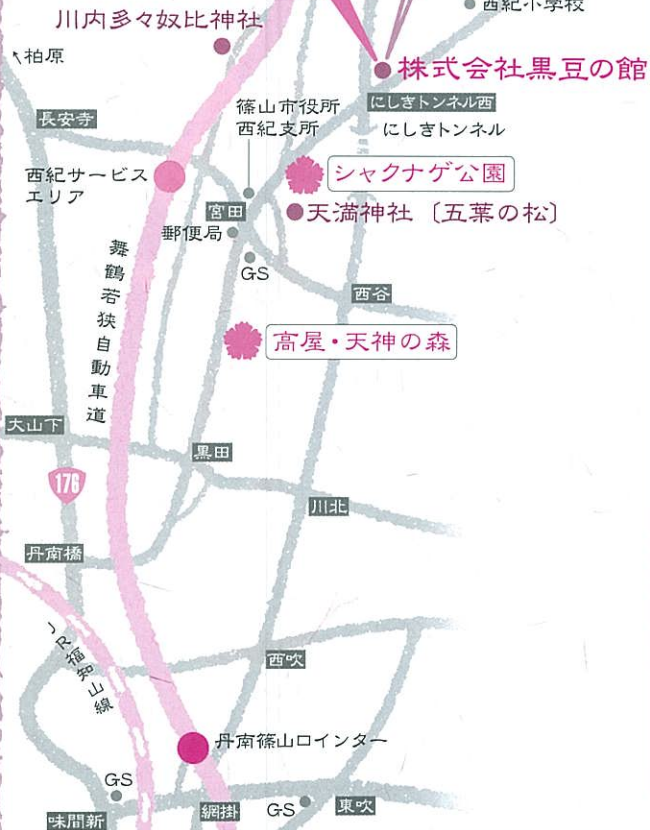 西紀小学校
川内多々奴比神社
柏原
株式会社黒豆の館
にしきトンネル西
篠山市役所
西紀支所
長安寺
にしきトンネル
西紀サービス
エリア
シャクナゲ公園
宮田
天満神社〔五葉の松〕
郵便局
GS
舞鶴若狭自動車道
西谷
高屋・天神の森
大山下
黒田
176
川北
丹南橋
JR福知山線
西吹
丹南篠山口インター
GS
味間新
網掛
GS
東吹